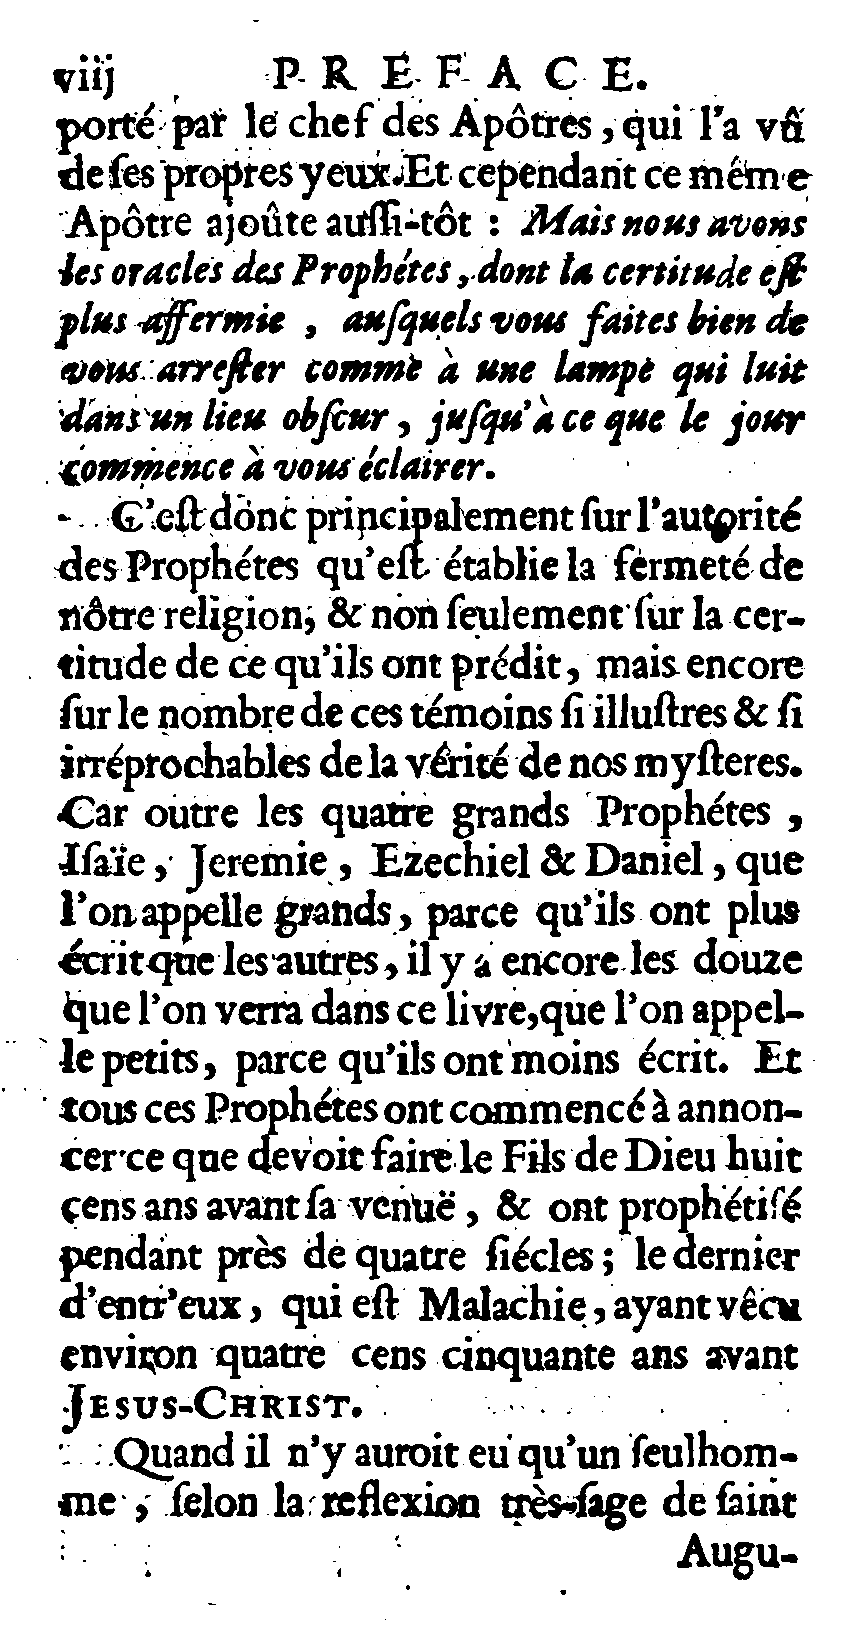 viij P R É F A C E.
porté par le chef des Apôtres, qui l'a vû
de ſes propres yeux. Et cependant ce même
Apôtre ajoûte auſſi-tôt : Mais nous avons
les oracles des Prophétes, dont la certitude eſt
plus affermie, auſquels vous faites bien de
vous arreſter comme à une lampe qui luit
dans un lieu obſcur, juſqu'à ce que le jour
commence à vous éclairer.
C'eſt donc principalement ſur l'autorité
des Prophétes qu'eſt établie la fermeté de
nôtre religion; & non ſeulement ſur la cer-
titude de ce qu'ils ont prédit, mais encore
ſur le nombre de ces témoins ſi illuſtres & ſi
irréprochables de la vérité de nos myſteres.
Car outre les quatre grands Prophétes,
Iſaïe, Jeremie, Ezechiel & Daniel, que
l'on appelle grands, parce qu'ils ont plus
écrit que les autres, il y a encore les douze
que l'on verra dans ce livre, que l'on appel-
le petits, parce qu'ils ont moins écrit. Et
tous ces Prophétes ont commencé à annon-
cer ce que devoit faire le Fils de Dieu huit
cens ans avant ſa venuë, & ont prophétiſé
pendant près de quatre ſiécles; le dernier
d'entr'eux, qui eſt Malachie, ayant vêcu
environ quatre cens cinquante ans avant
JESUS-CHRIST.
Quand il n'y auroit eu qu'un ſeul hom-
me, ſelon la reflexion très-ſage de ſaint
Augu-